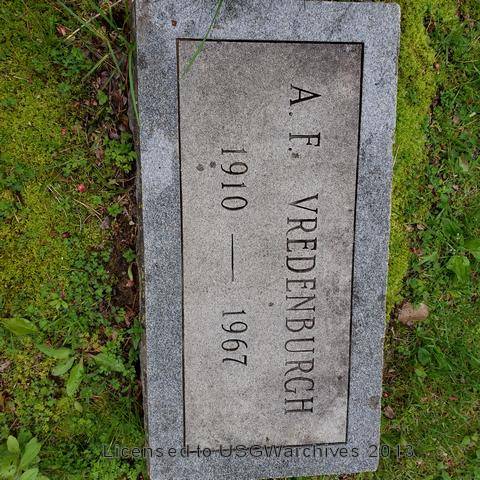 A. F. VREDENBURGH
1910 — 1967
Licensed to USGWarchives 2013